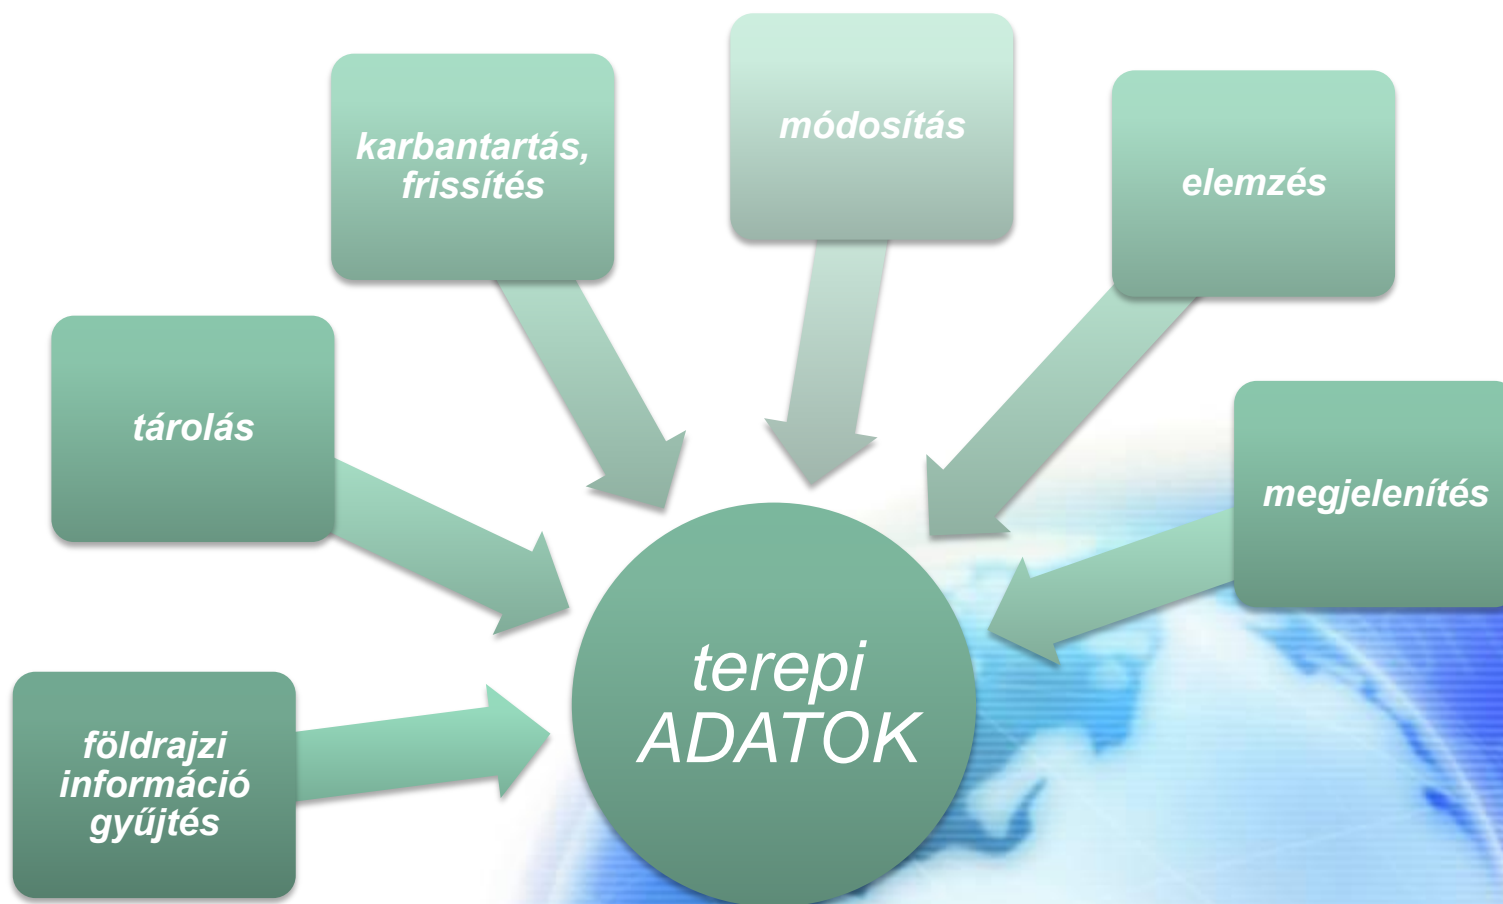 karbantartás,
frissítés
módosítás
elemzés
tárolás
megjelenítés
földrajzi
információ
gyűjtés
terepi
ADATOK